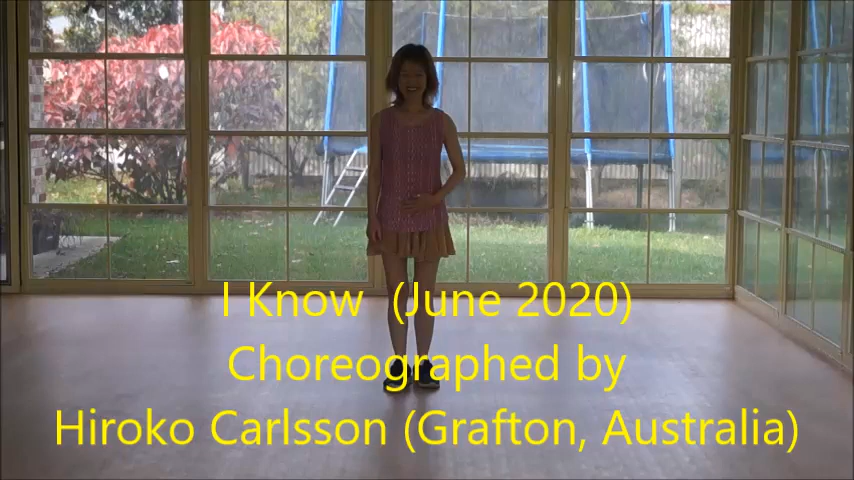 I Know (June 2020)
Choreographed by
Hiroko Carlsson (Grafton, Australia)